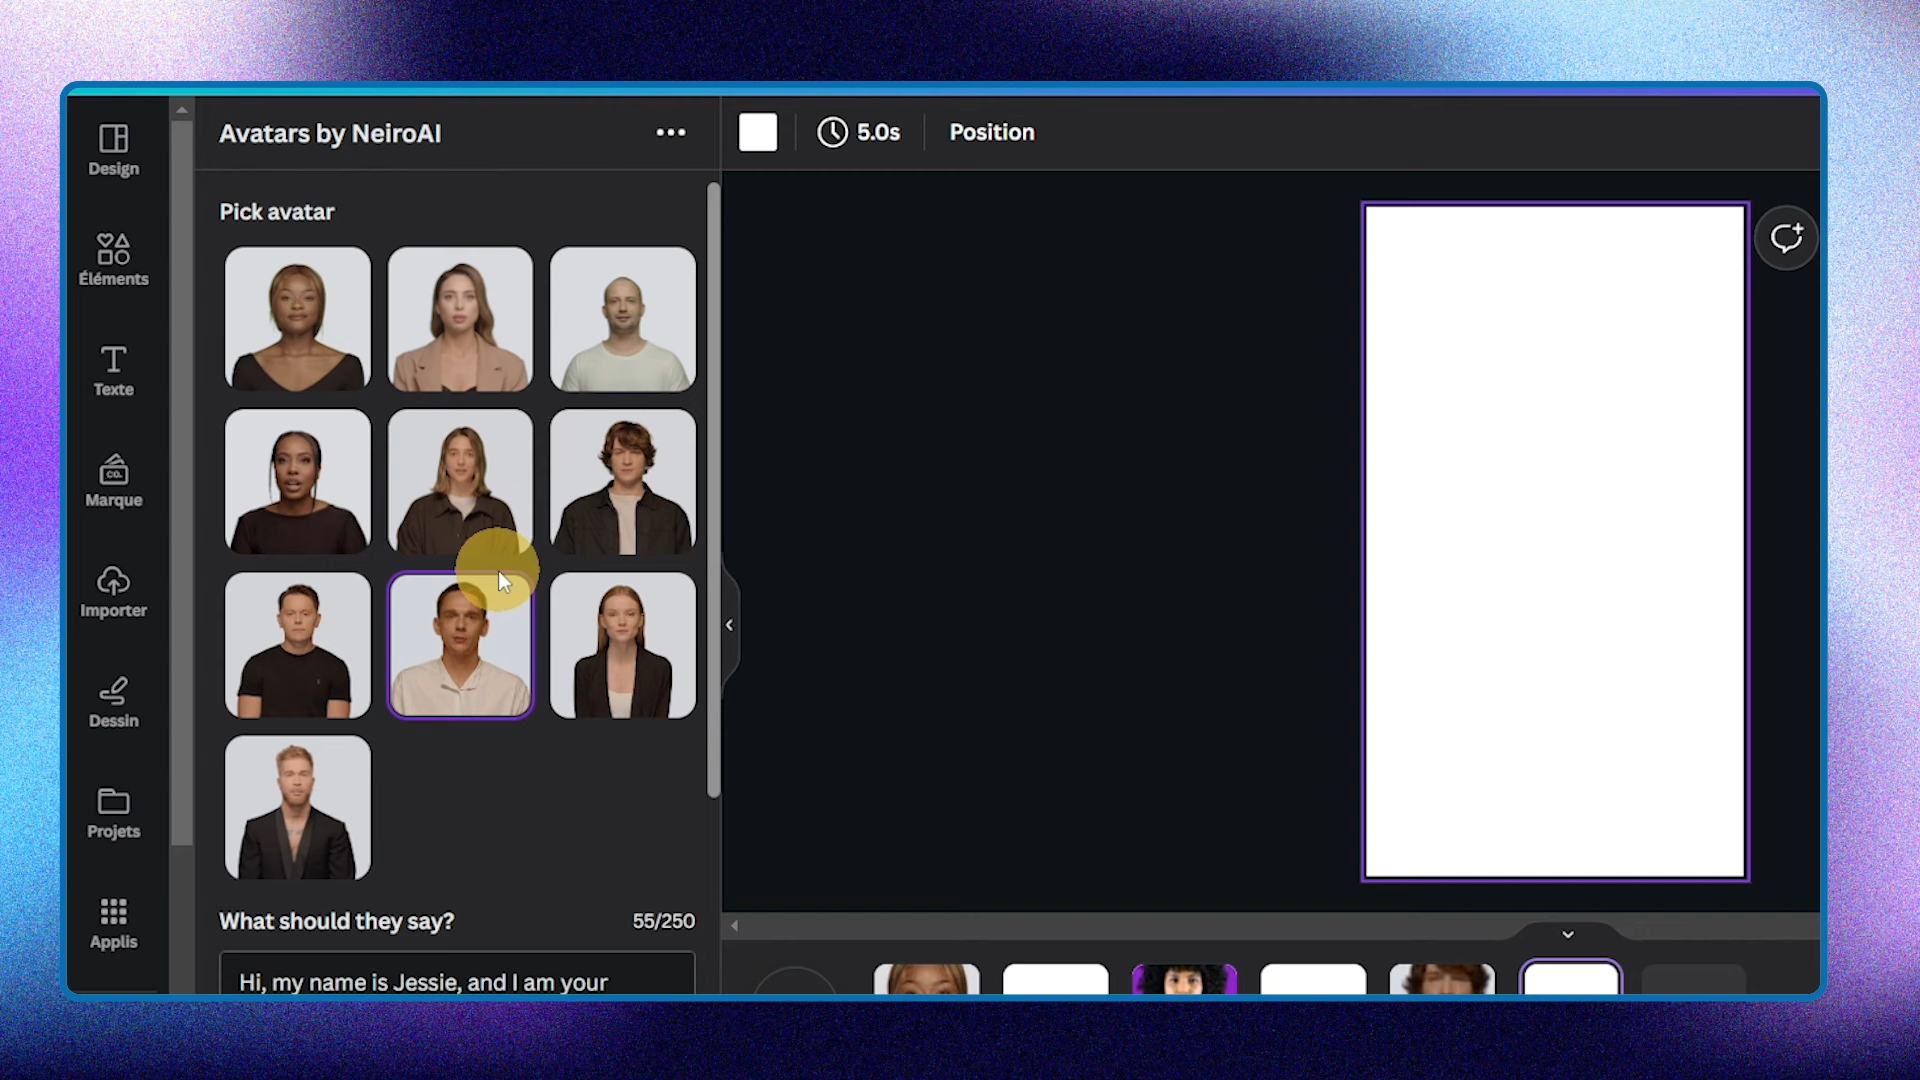 Design
Éléments
Texte
CO.
Marque
Importer
Dessin
Projets
Applis
Avatars by NeiroAI
Pick avatar
What should they say?
55/250
Hi, my name is Jessie, and I am your
5.0s
Position